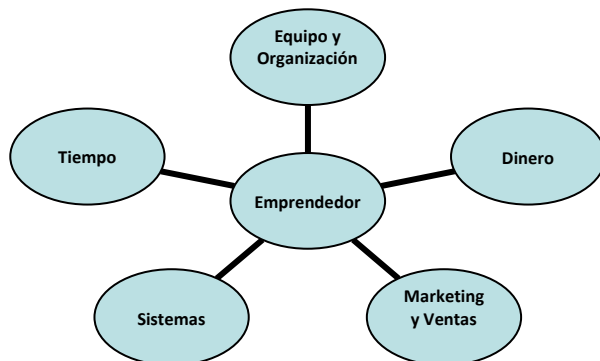 Equipo y
Organización
Tiempo
Dinero
Emprendedor
Sistemas
Marketing
y Ventas